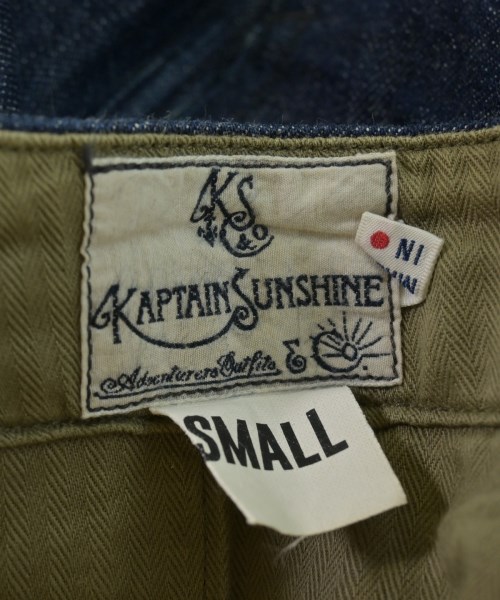 KS
& Co
KAPTAIN SUNSHINE
Adventurers Outfits & Co.
NI
SMALL